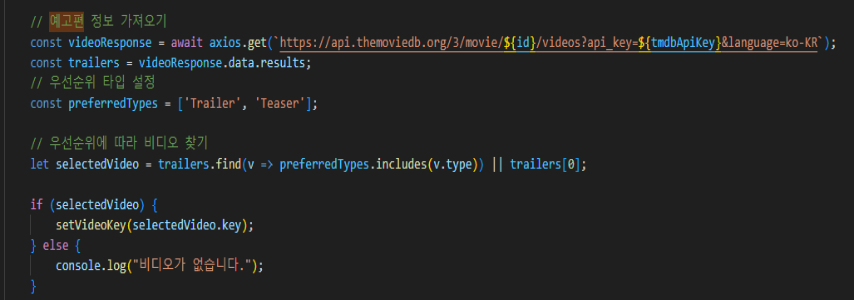 // 예고편 정보 가져오기
const videoResponse = await axios.get(`https://api.themoviedb.org/3/movie/${id}/videos?api_key=${tmdbApiKey}&language=ko-KR`);
const trailers = videoResponse.data.results;
// 우선순위 타입 설정
const preferredTypes = ['Trailer', 'Teaser'];
// 우선순위에 따라 비디오 찾기
let selectedVideo = trailers.find(v => preferredTypes.includes(v.type)) || trailers[0];
if (selectedVideo) {
setVideoKey(selectedVideo.key);
} else {
console.log("비디오가 없습니다.");
}